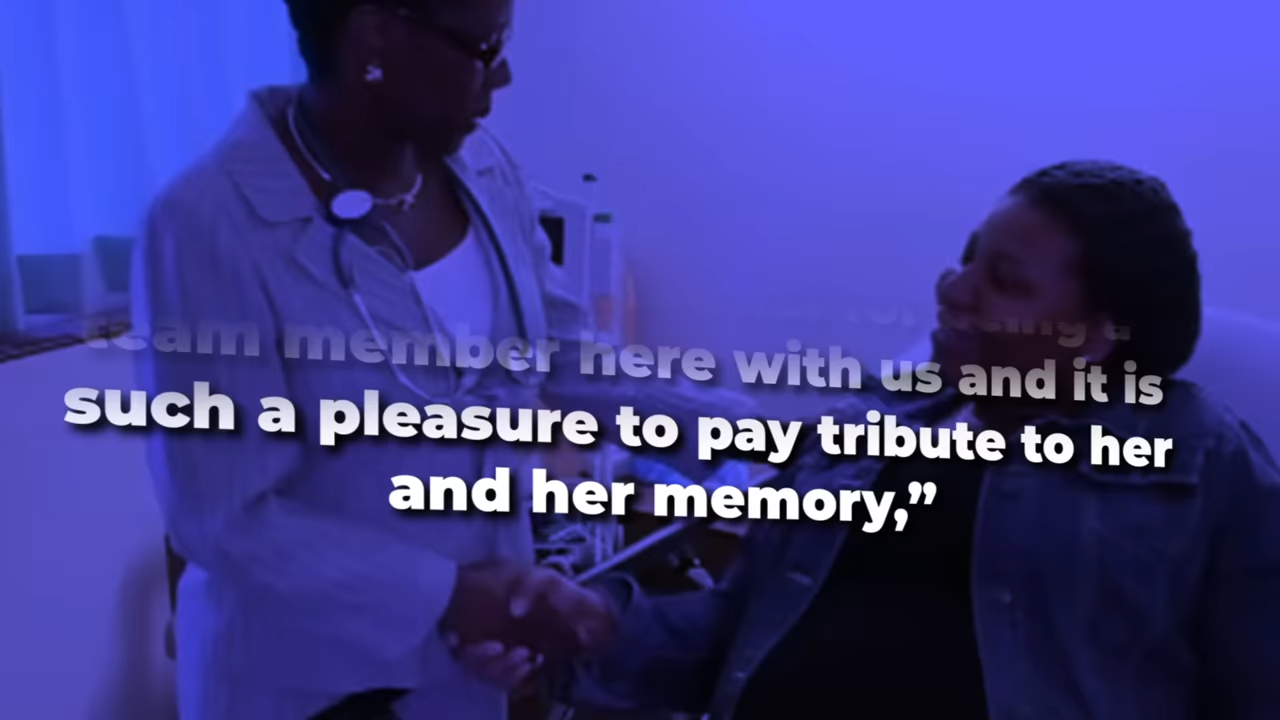 team member here with us and it is
such a pleasure to pay tribute to her
and her memory,”